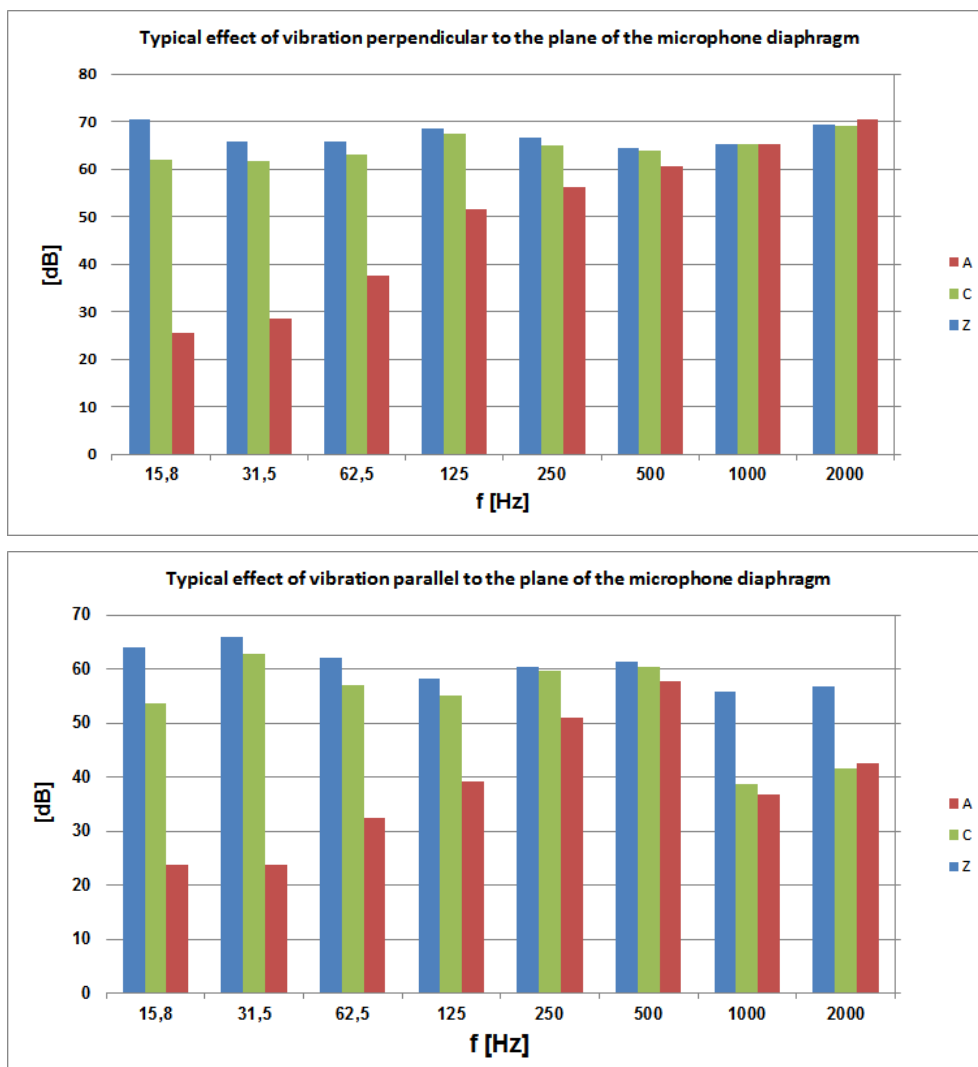 Typical effect of vibration perpendicular to the plane of the microphone diaphragm
80
70
60
50
40
30
20
10
0
[dB]
15,8 31,5 62,5 125 250 500 1000 2000
f [Hz]
A
C
Z
Typical effect of vibration parallel to the plane of the microphone diaphragm
70
60
50
40
30
20
10
0
[dB]
15,8 31,5 62,5 125 250 500 1000 2000
f [Hz]
A
C
Z